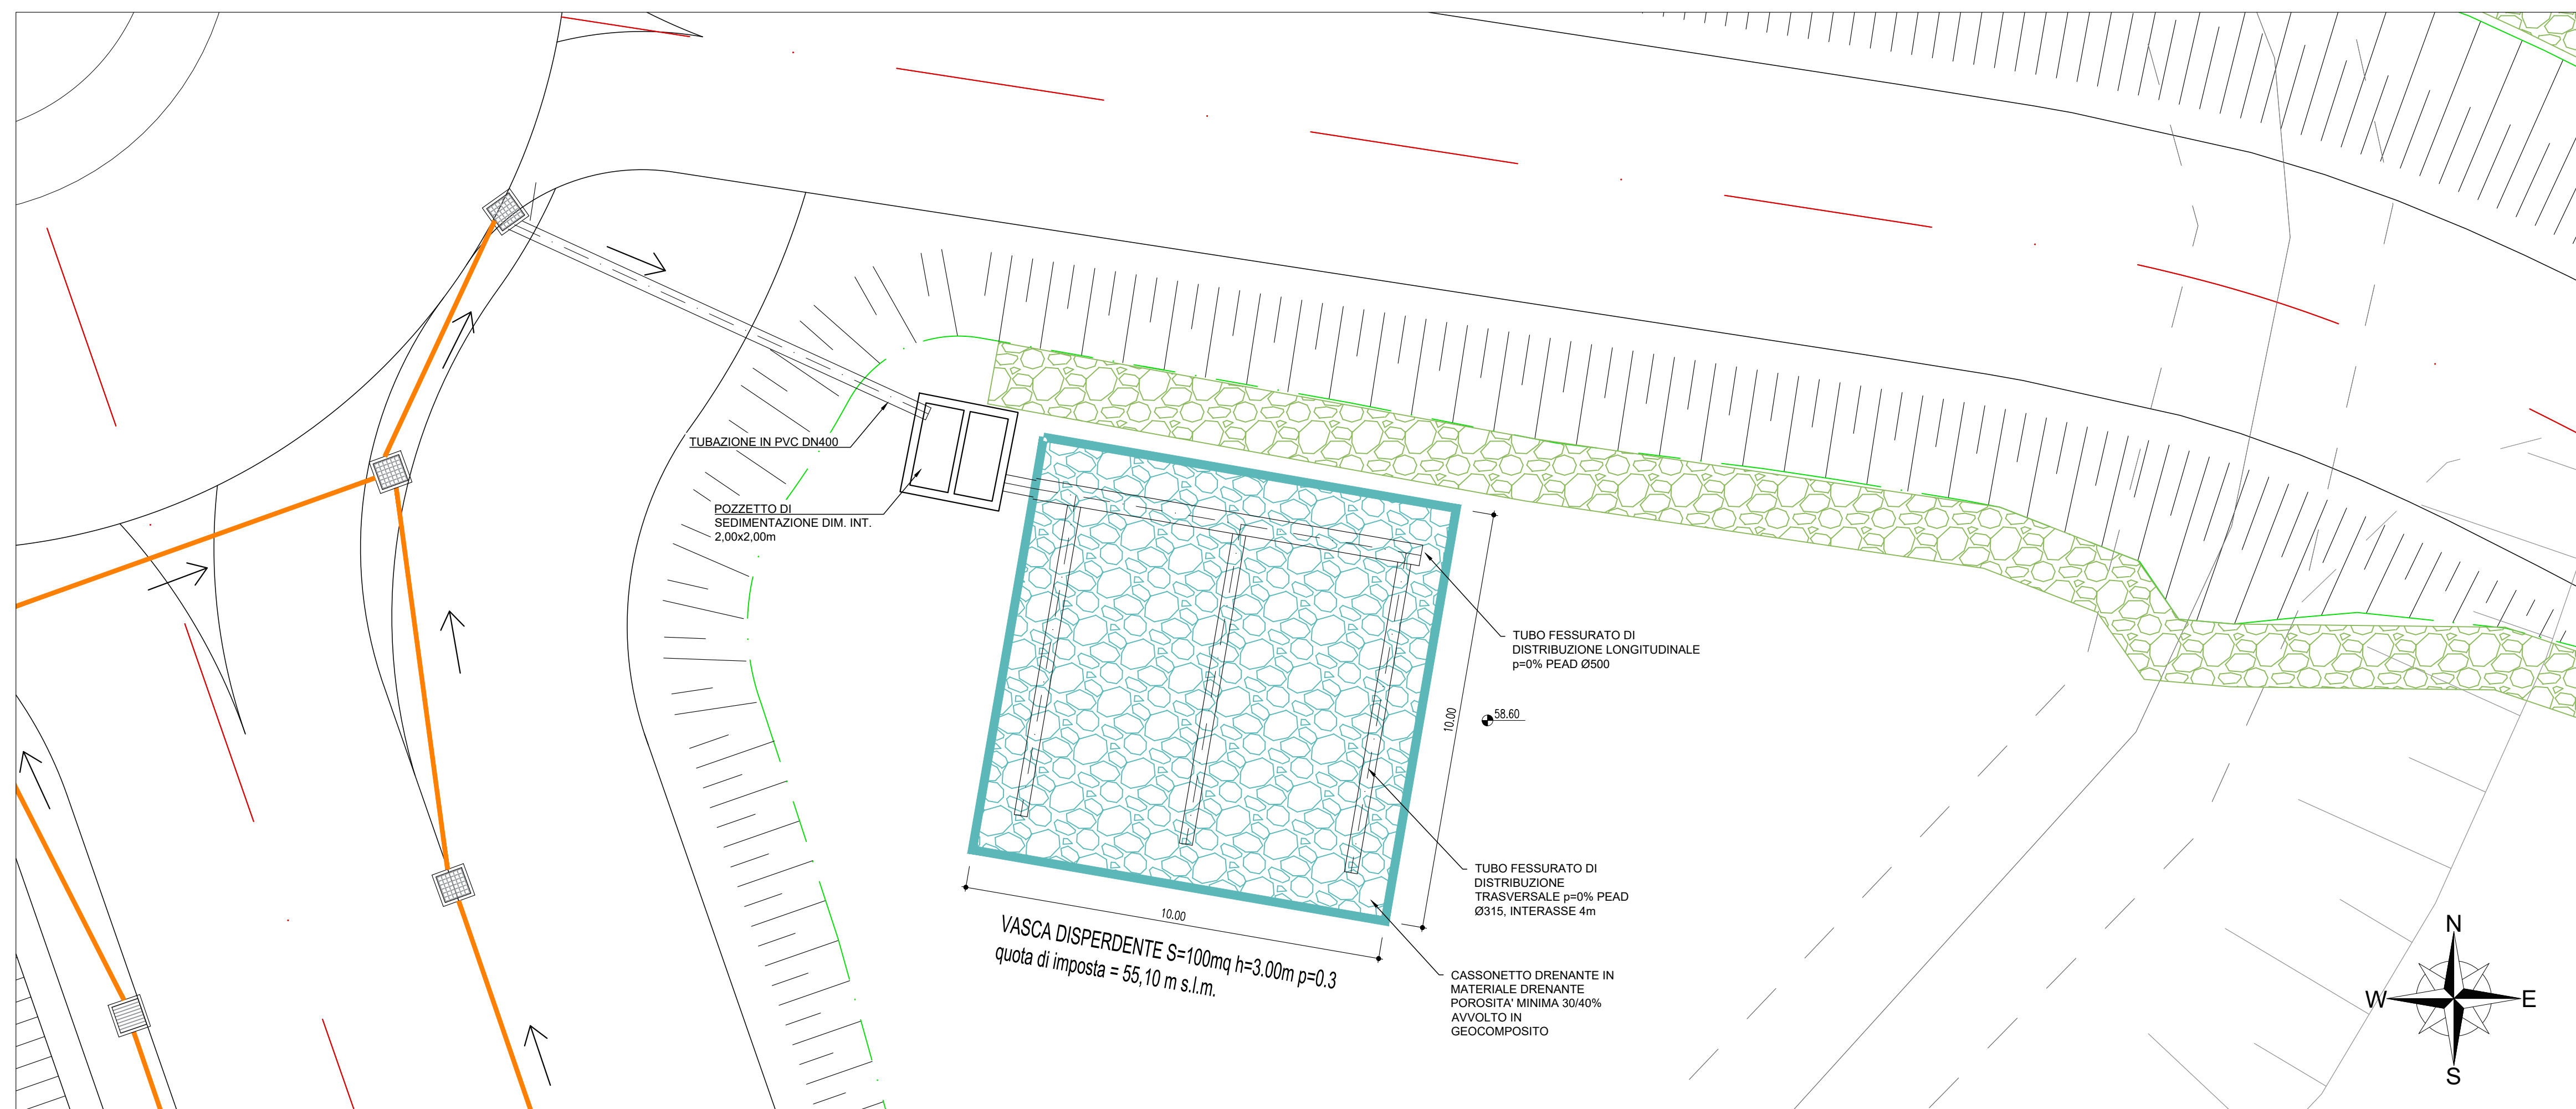 TUBAZIONE IN PVC DN400
POZZETTO DI
SEDIMENTAZIONE DIM. INT.
2,00x2,00m
TUBO FESSURATO DI
DISTRIBUZIONE LONGITUDINALE
p=0% PEAD Ø500
58.60
10.00
TUBO FESSURATO DI
DISTRIBUZIONE
TRASVERSALE p=0% PEAD
Ø315, INTERASSE 4m
10.00
VASCA DISPERDENTE S=100mq h=3.00m p=0.3
quota di imposta = 55,10 m s.l.m.
CASSONETTO DRENANTE IN
MATERIALE DRENANTE
POROSITA' MINIMA 30/40%
AVVOLTO IN
GEOCOMPOSITO
N
W
E
S